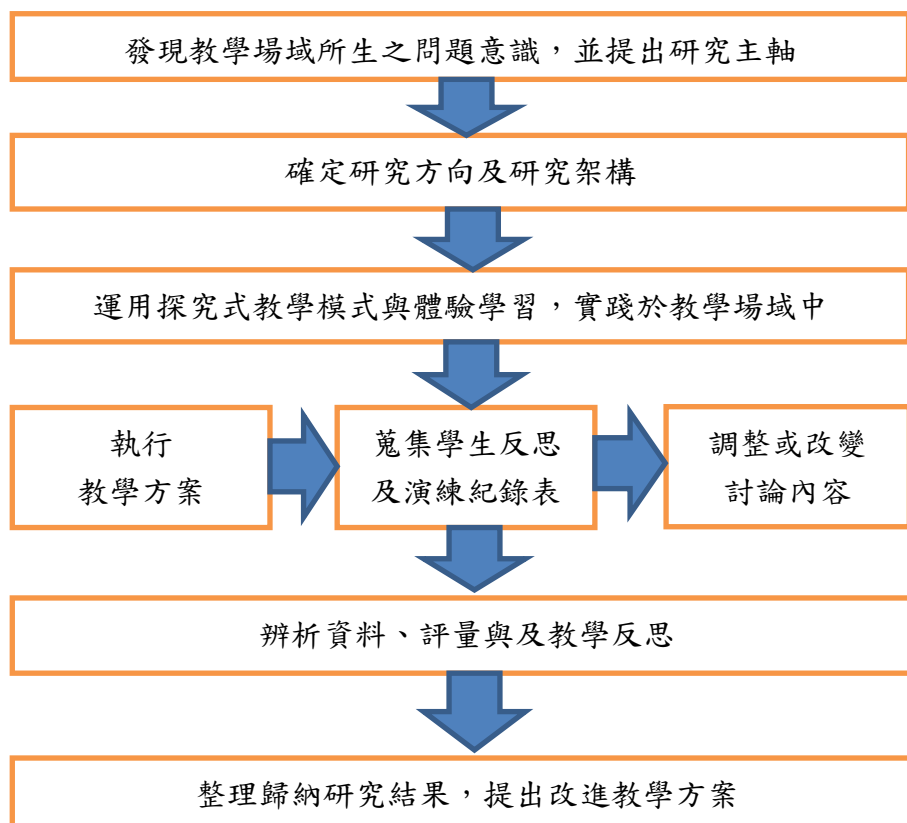 發現教學場域所生之問題意識，並提出研究主軸
確定研究方向及研究架構
運用探究式教學模式與體驗學習，實踐於教學場域中
執行
教學方案
蒐集學生反思
及演練紀錄表
調整或改變
討論內容
辨析資料、評量與及教學反思
整理歸納研究結果，提出改進教學方案